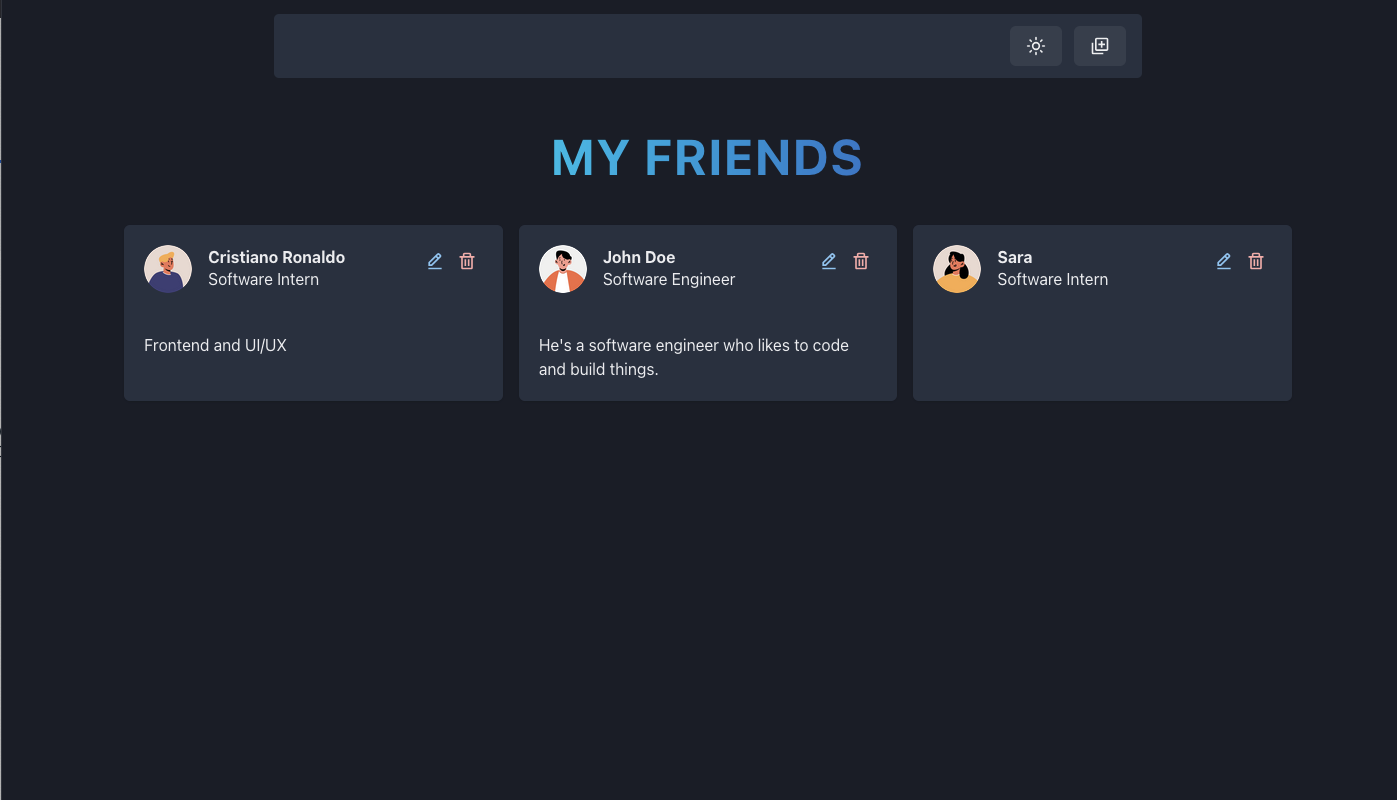 MY FRIENDS
Cristiano Ronaldo
Software Intern
Frontend and UI/UX
John Doe
Software Engineer
He's a software engineer who likes to code
and build things.
Sara
Software Intern